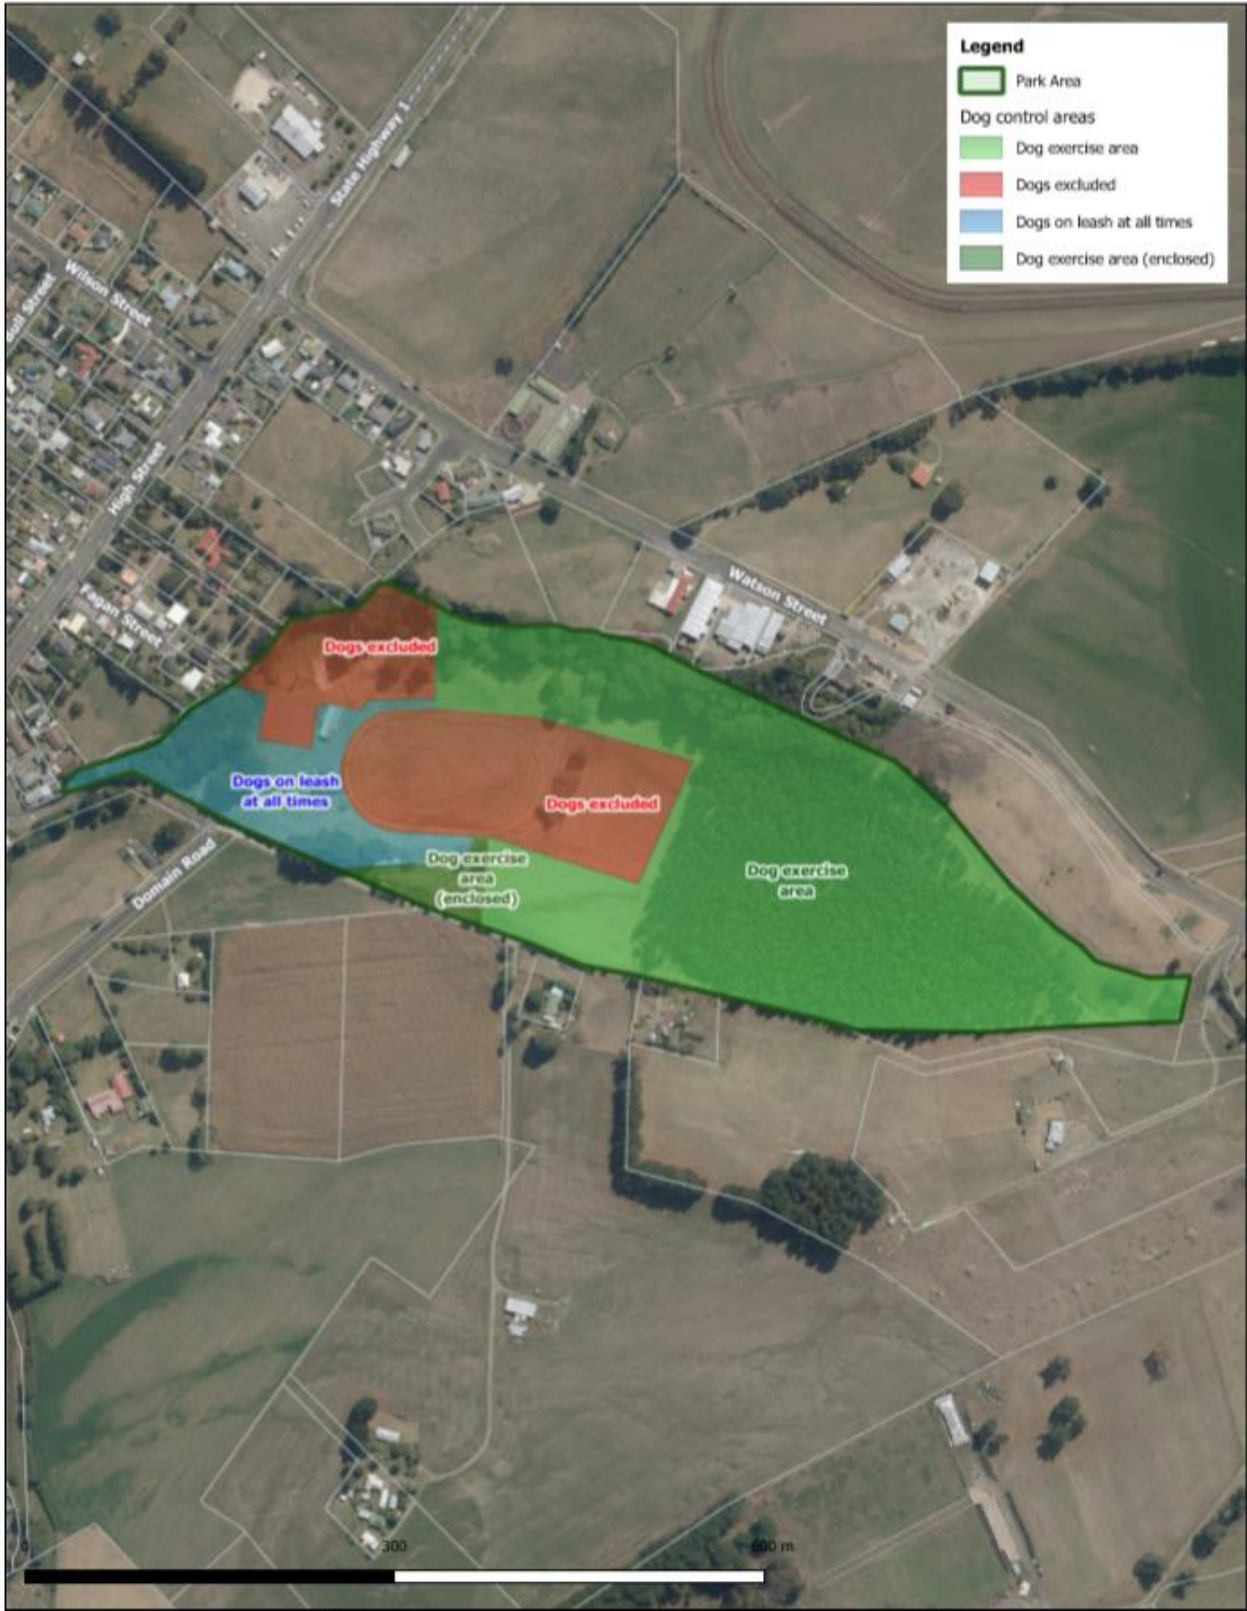 Legend
Park Area
Dog control areas
Dog exercise area
Dogs excluded
Dogs on leash at all times
Dog exercise area (enclosed)
State Highway 1
Wilson Street
Street
High Street
Fagan Street
Watson Street
Dogs excluded
Dogs on leash
at all times
Dogs excluded
Dog exercise
area
(enclosed)
Dog exercise
area
Domain Road
0
300
600 m